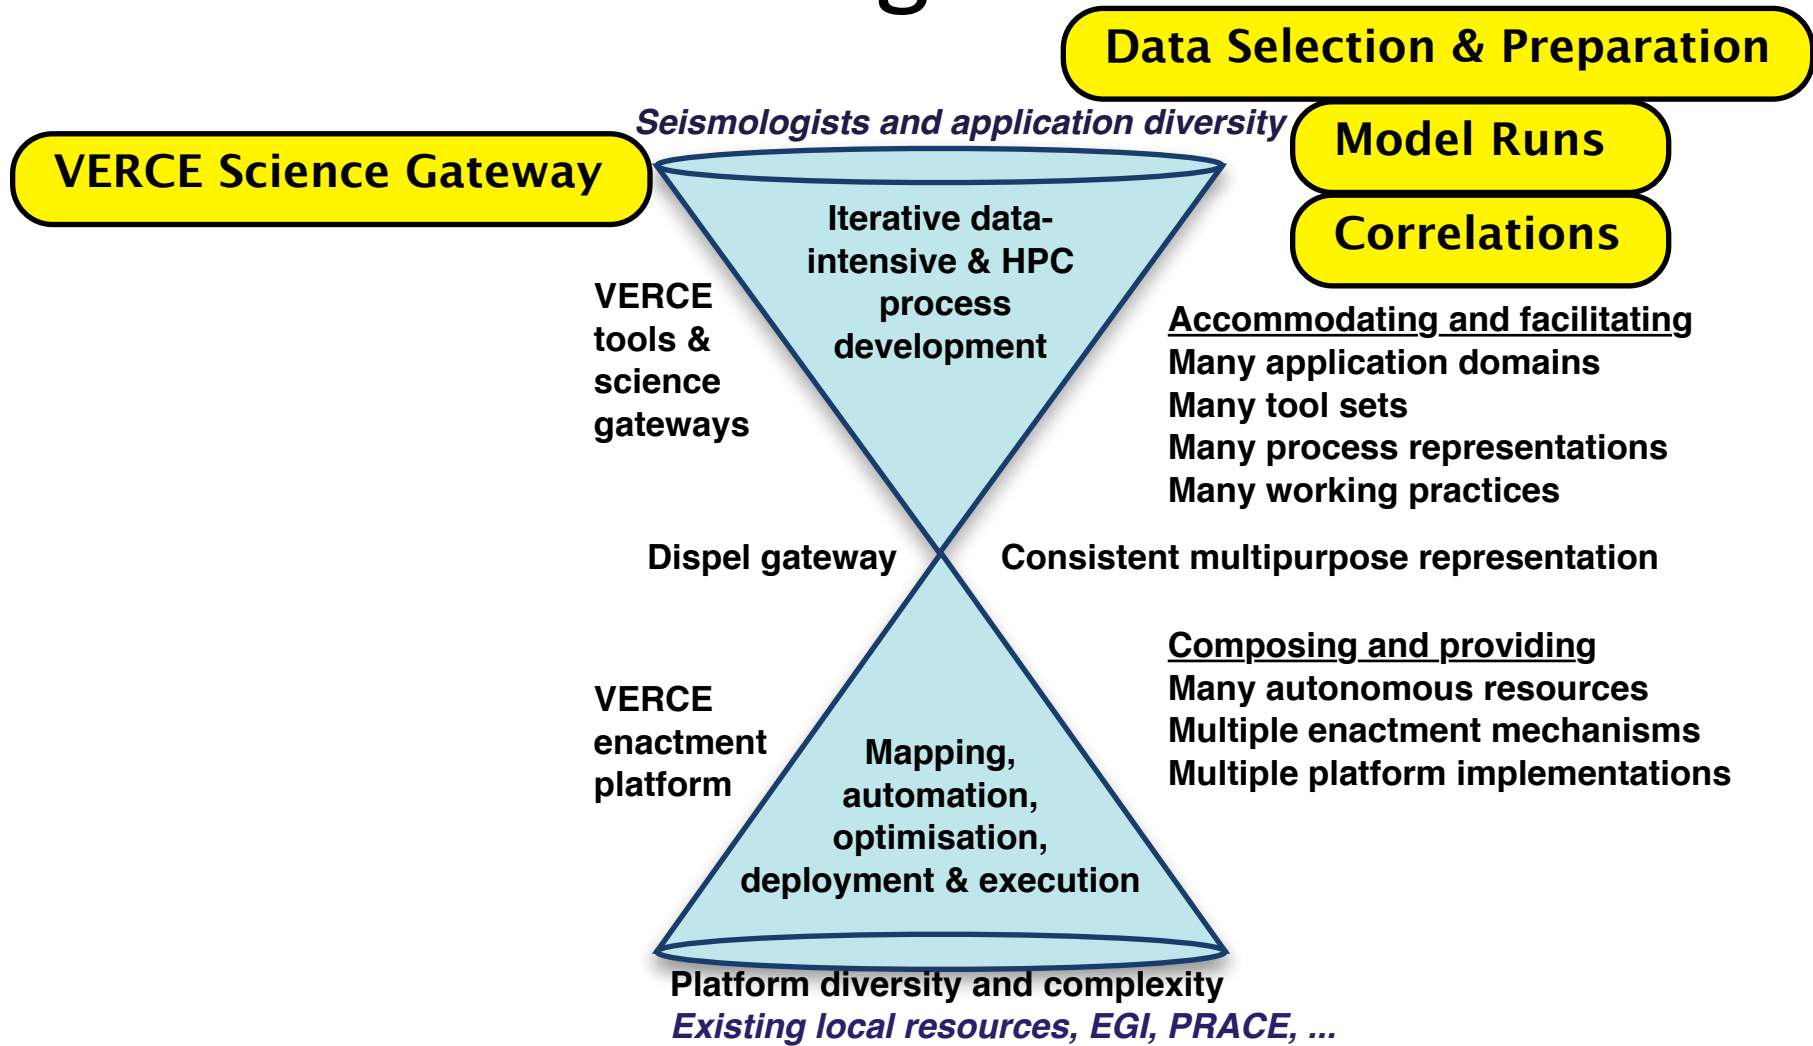 Data Selection & Preparation
Seismologists and application diversity
Model Runs
VERCE Science Gateway
Correlations
Iterative data-
intensive & HPC
process
development
VERCE
tools &
science
gateways
Accommodating and facilitating
Many application domains
Many tool sets
Many process representations
Many working practices
Dispel gateway
Consistent multipurpose representation
Composing and providing
Many autonomous resources
Multiple enactment mechanisms
Multiple platform implementations
VERCE
enactment
platform
Mapping,
automation,
optimisation,
deployment & execution
Platform diversity and complexity
Existing local resources, EGI, PRACE, ...